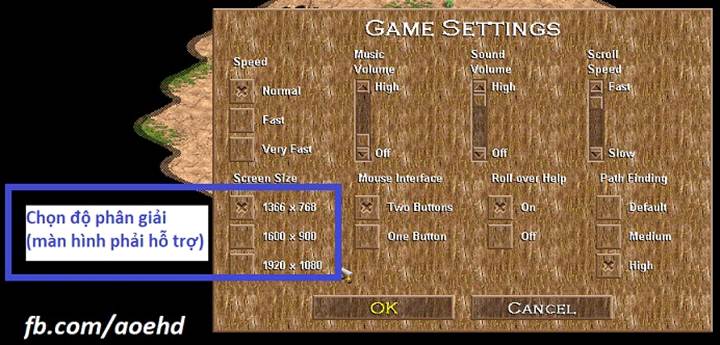 GAME SETTINGS
Speed
Normal
Fast
Very Fast
Music
Volume
High
Off
Sound
Volume
High
Off
Scroll
Speed
Fast
Slow
Screen Size
1366 x 768
1600 x 900
1920 x 1080
Mouse Interface
Two Buttons
One Button
Roll-over Help
On
Off
Path Finding
Default
Medium
High
Chọn độ phân giải
(màn hình phải hỗ trợ)
OK
CANCEL
fb.com/aoehd